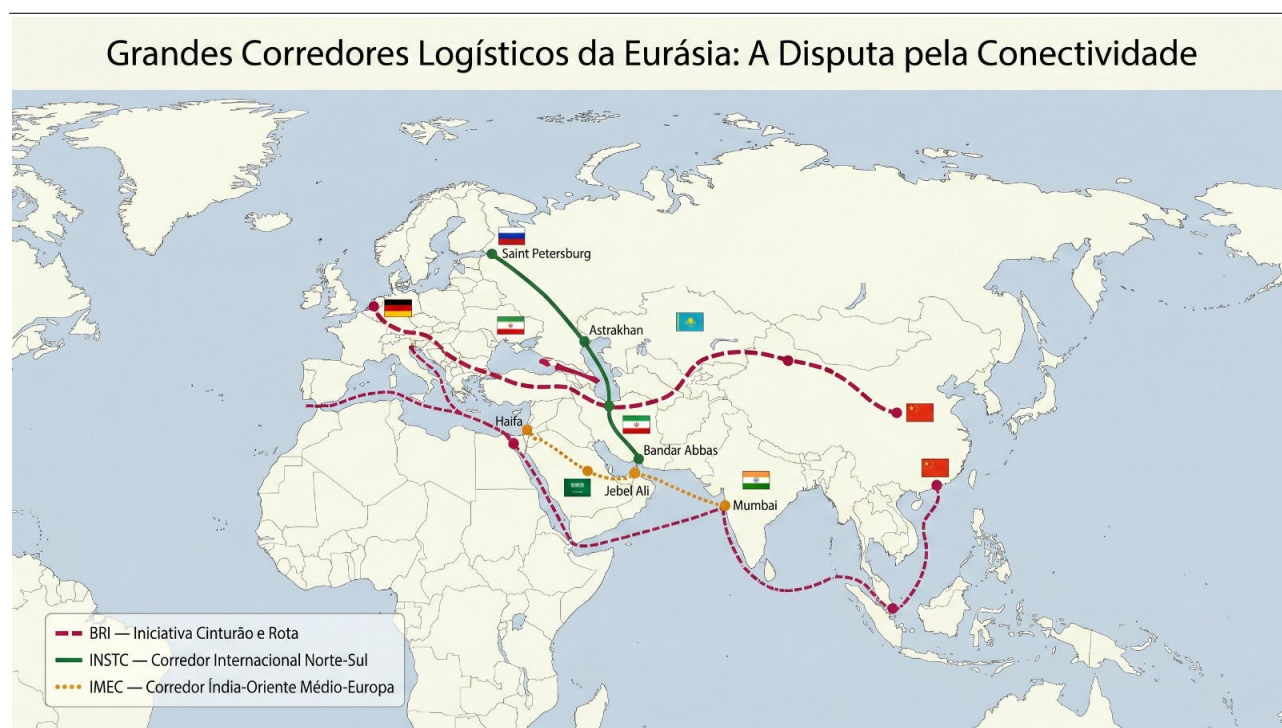 Grandes Corredores Logísticos da Eurásia: A Disputa pela Conectividade
Saint Petersburg
Astrakhan
Haifa
Bandar Abbas
Jebel Ali
Mumbai
BRI — Iniciativa Cinturão e Rota
INSTC — Corredor Internacional Norte-Sul
IMEC — Corredor Índia-Oriente Médio-Europa